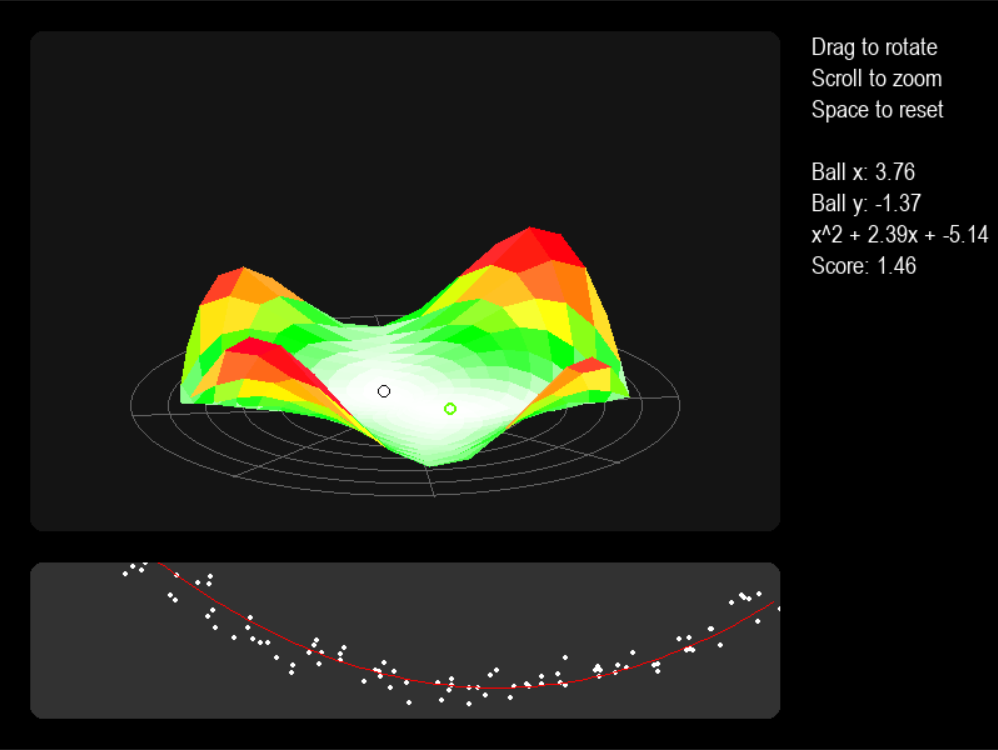 Drag to rotate
Scroll to zoom
Space to reset
Ball x: 3.76
Ball y: -1.37
x^2 + 2.39x + -5.14
Score: 1.46